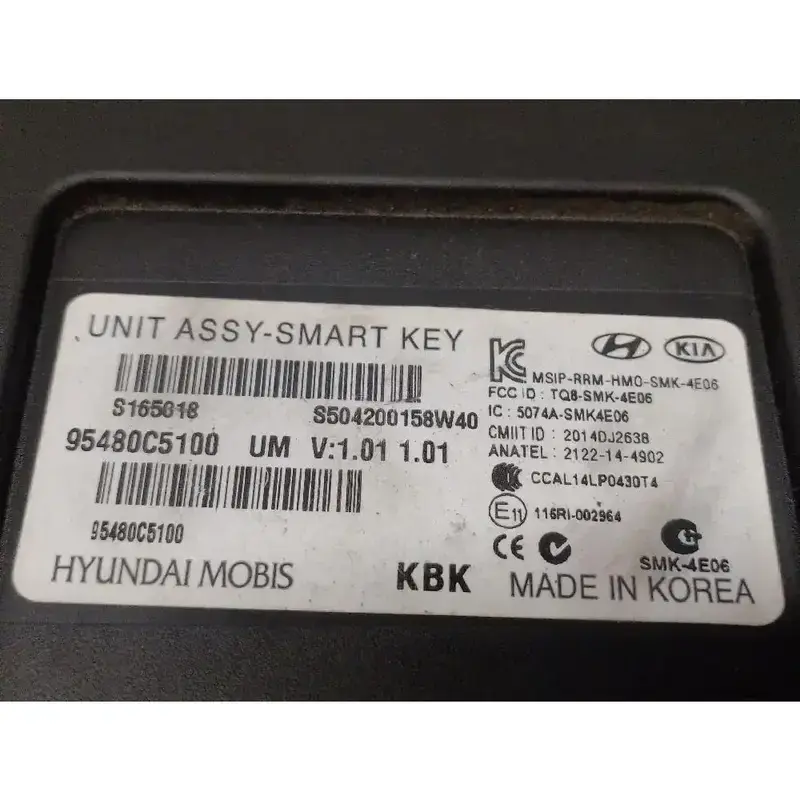 UNIT ASSY-SMART KEY
S165018 S504200158W40
95480C5100 UM V:1.01 1.01
95480C5100
HYUNDAI MOBIS KBK
KIA
MSIP-RRM-HMO-SMK-4E06
FCC ID : TQ8-SMK-4E06
IC : 5074A-SMK4E06
CMIIT ID : 2014DJ2638
ANATEL : 2122-14-4902
CCAL14LP0430T4
E11 116RI-002964
CE
SMK-4E06
MADE IN KOREA